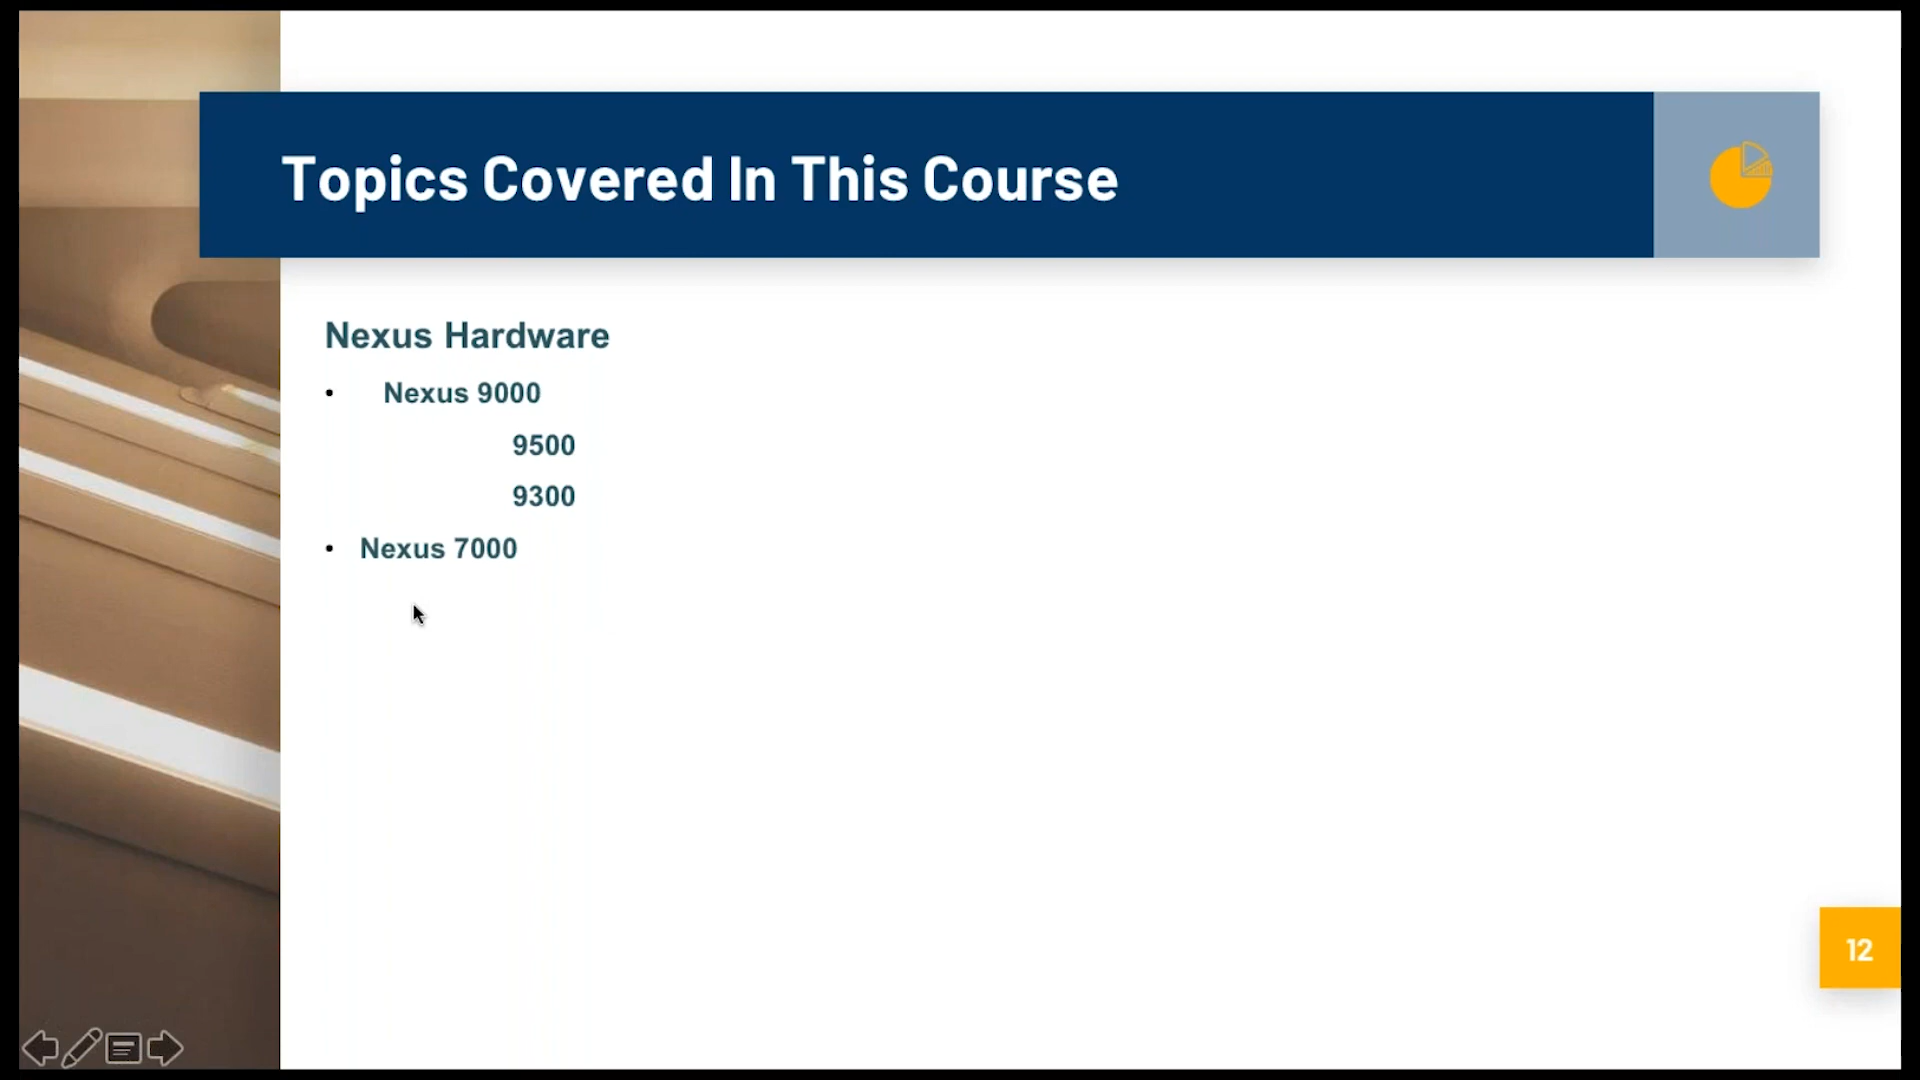 Topics Covered In This Course
Nexus Hardware
• Nexus 9000
9500
9300
• Nexus 7000
12